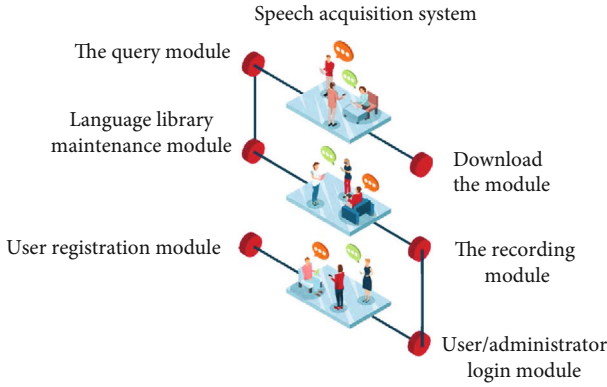 Speech acquisition system
The query module
Language library
maintenance module
Download
the module
User registration module
The recording
module
User/administrator
login module